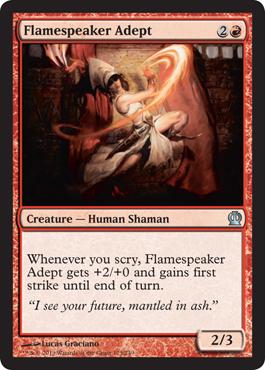 Flamespeaker Adept 2
Creature — Human Shaman
Whenever you scry, Flamespeaker
Adept gets +2/+0 and gains first
strike until end of turn.
“I see your future, mantled in ash.”
2/3
Lucas Graciano